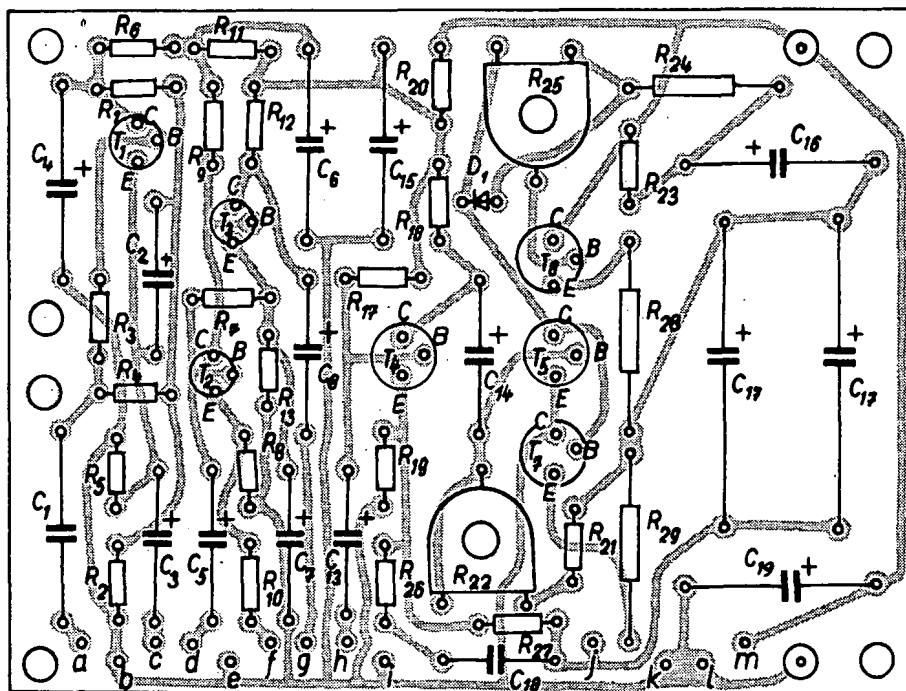 R6
R11
R1
C
B
T1
E
C4
+
R9
R12
C6
+
C15
+
R20
R25
R24
C16
+
R23
D1
R18
C
B
T3
E
C2
+
R3
R4
R7
C
B
T2
E
R13
C8
+
R17
C
B
T4
E
C14
+
C
B
T6
E
C
B
T5
E
R28
C17
+
C17
+
C
B
T7
E
C1
R5
C3
+
R2
C5
+
R8
R10
C7
+
C13
+
R19
R26
R22
R21
R29
R27
C18
C19
+
a
b
c
d
e
f
g
h
i
j
k
l
m